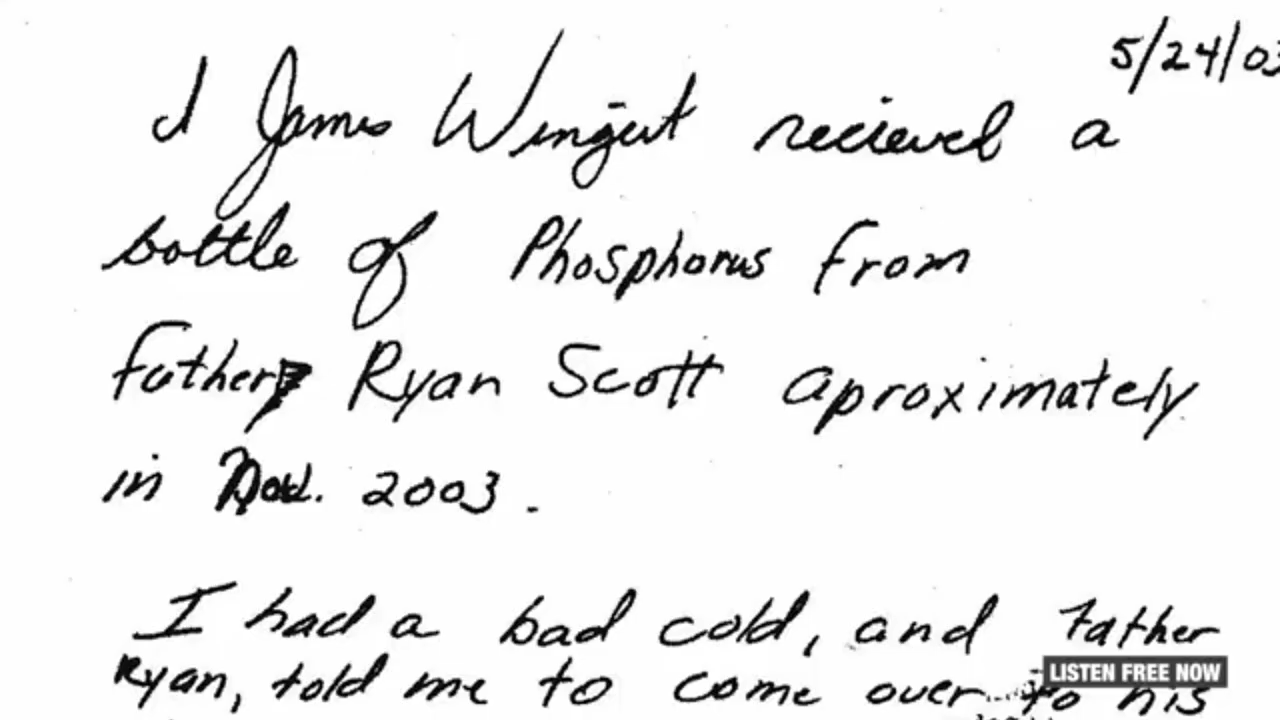 5/24/03
I James Wingert recieved a
bottle of Phosphorus from
father Ryan Scott aproximately
in Nov. 2003.
I had a bad cold, and Father
Ryan, told me to come over to his
LISTEN FREE NOW